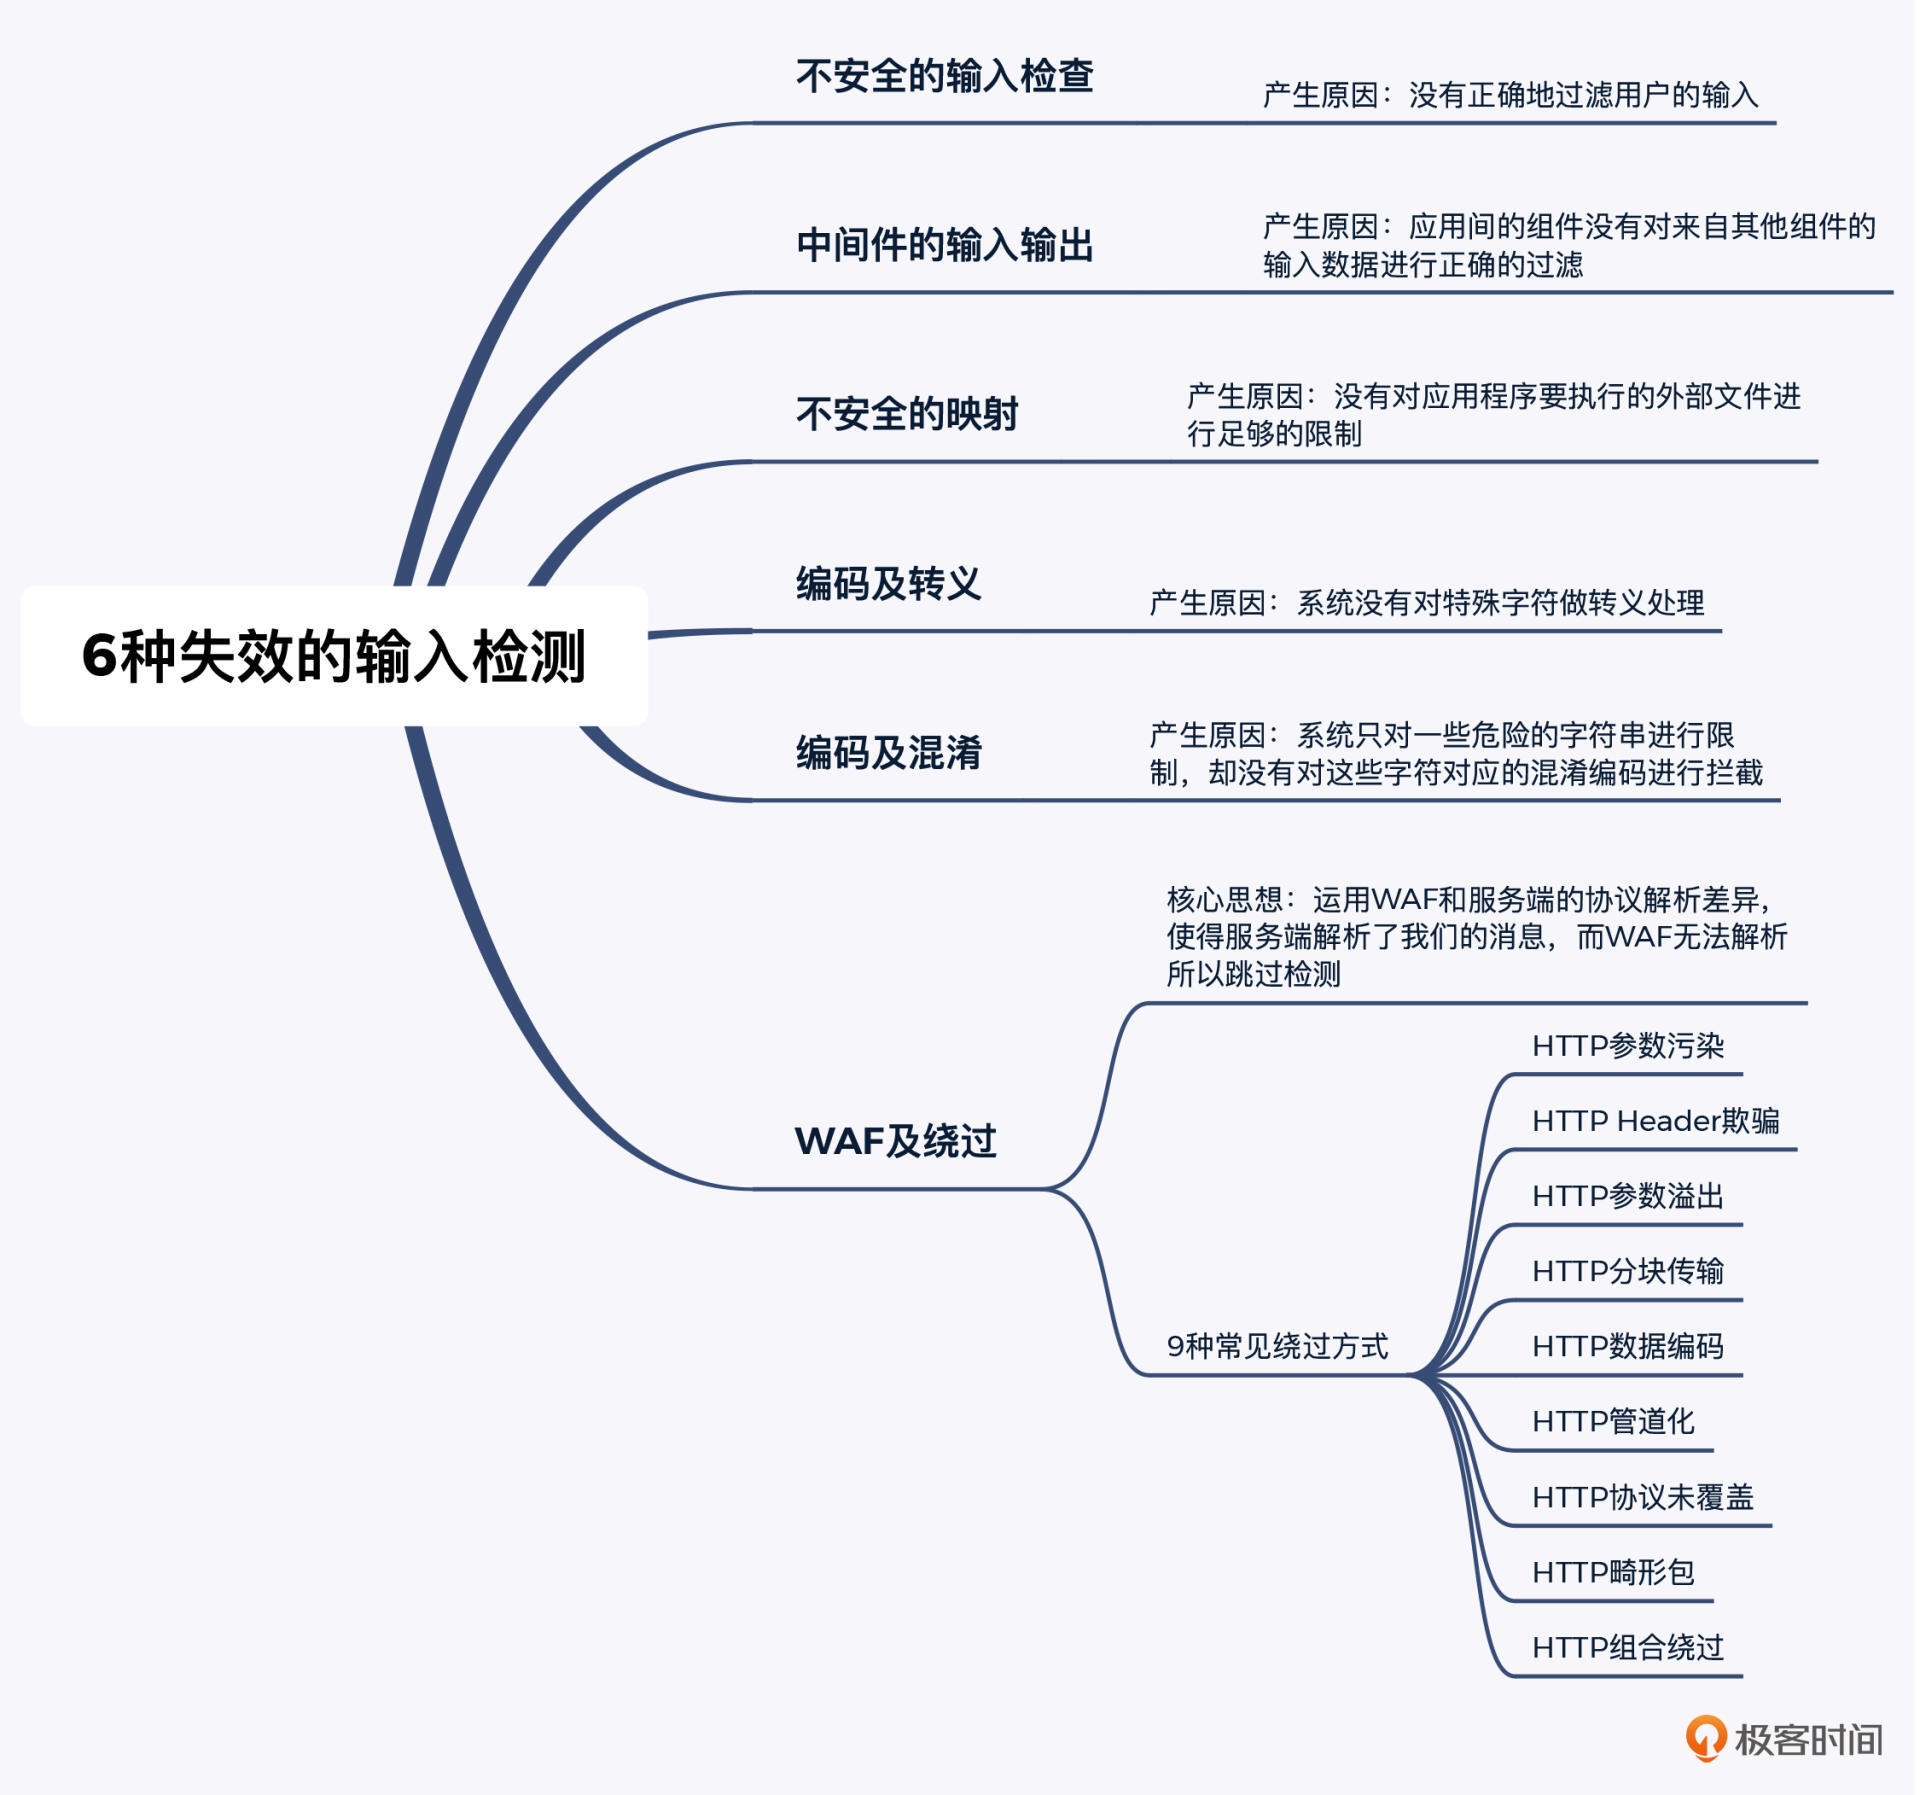 不安全的输入检查
产生原因：没有正确地过滤用户的输入
中间件的输入输出
产生原因：应用间的组件没有对来自其他组件的
输入数据进行正确的过滤
不安全的映射
产生原因：没有对应用程序要执行的外部文件进
行足够的限制
编码及转义
产生原因：系统没有对特殊字符做转义处理
6种失效的输入检测
编码及混淆
产生原因：系统只对一些危险的字符串进行限
制，却没有对这些字符对应的混淆编码进行拦截
核心思想：运用WAF和服务端的协议解析差异，
使得服务端解析了我们的消息，而WAF无法解析
所以跳过检测
WAF及绕过
9种常见绕过方式
HTTP参数污染
HTTP Header欺骗
HTTP参数溢出
HTTP分块传输
HTTP数据编码
HTTP管道化
HTTP协议未覆盖
HTTP畸形包
HTTP组合绕过
极客时间